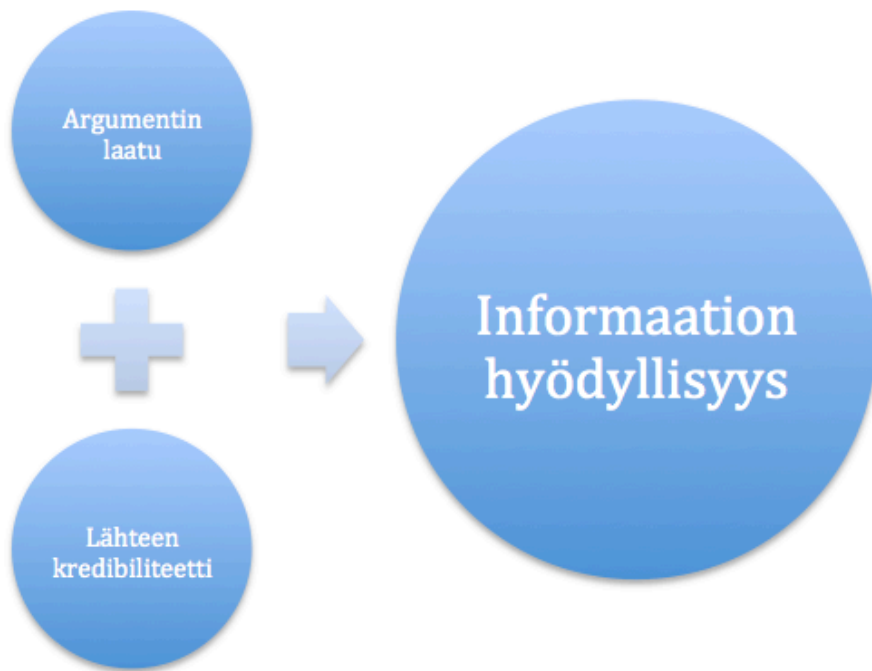 Argumentin
laatu
Lähteen
kredibiliteetti
Informaation
hyödyllisyys